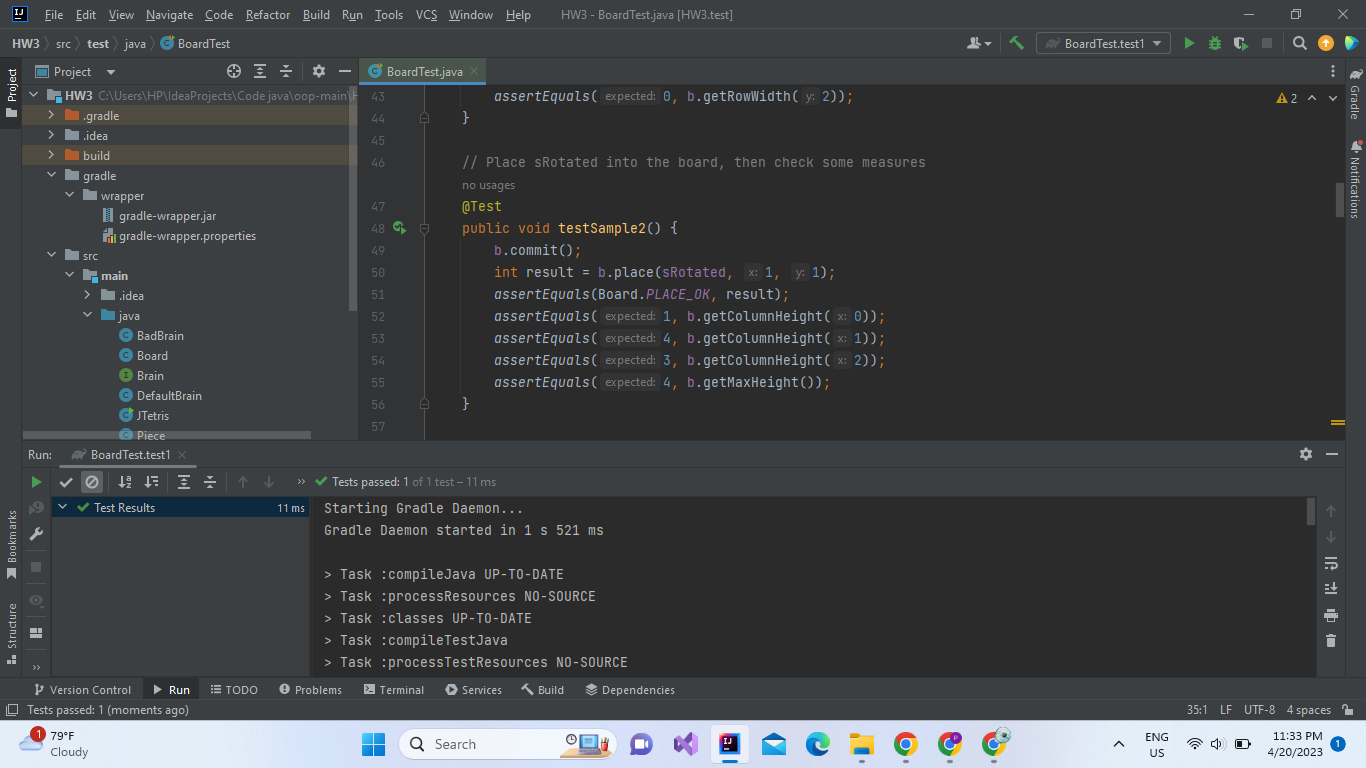 File Edit View Navigate Code Refactor Build Run Tools VCS Window Help HW3 - BoardTest.java [HW3.test]
HW3 src test java BoardTest BoardTest.test1
Project
Project
BoardTest.java
HW3 C:\Users\HP\IdeaProjects\Code java\oop-main\H
.gradle
.idea
build
gradle
wrapper
gradle-wrapper.jar
gradle-wrapper.properties
src
main
.idea
java
BadBrain
Board
Brain
DefaultBrain
JTetris
Piece
43 assertEquals( expected: 0, b.getRowWidth( y: 2));
2
44 }
45
46 // Place sRotated into the board, then check some measures
no usages
47 @Test
48 public void testSample2() {
49 b.commit();
50 int result = b.place(sRotated, x: 1, y: 1);
51 assertEquals(Board.PLACE_OK, result);
52 assertEquals( expected: 1, b.getColumnHeight( x: 0));
53 assertEquals( expected: 4, b.getColumnHeight( x: 1));
54 assertEquals( expected: 3, b.getColumnHeight( x: 2));
55 assertEquals( expected: 4, b.getMaxHeight());
56 }
57
Gradle
Notifications
Bookmarks
Structure
Run: BoardTest.test1
Tests passed: 1 of 1 test – 11 ms
Test Results 11 ms
Starting Gradle Daemon...
Gradle Daemon started in 1 s 521 ms
> Task :compileJava UP-TO-DATE
> Task :processResources NO-SOURCE
> Task :classes UP-TO-DATE
> Task :compileTestJava
> Task :processTestResources NO-SOURCE
Version Control Run TODO Problems Terminal Services Build Dependencies
Tests passed: 1 (moments ago) 35:1 LF UTF-8 4 spaces
1
79°F
Cloudy
Search
ENG
US
11:33 PM
4/20/2023
1